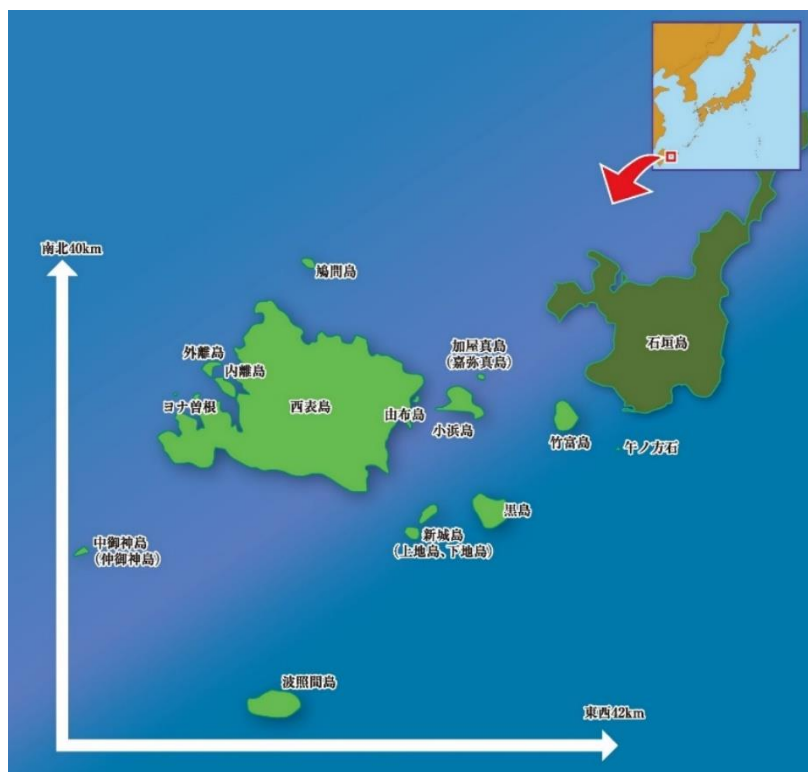 南北40km
鳩間島
外離島
内離島
ヨナ曽根
西表島
由布島
加屋真島
(嘉弥真島)
小浜島
石垣島
竹富島
午ノ方石
黒島
新城島
(上地島、下地島)
中御神島
(仲御神島)
波照間島
東西42km